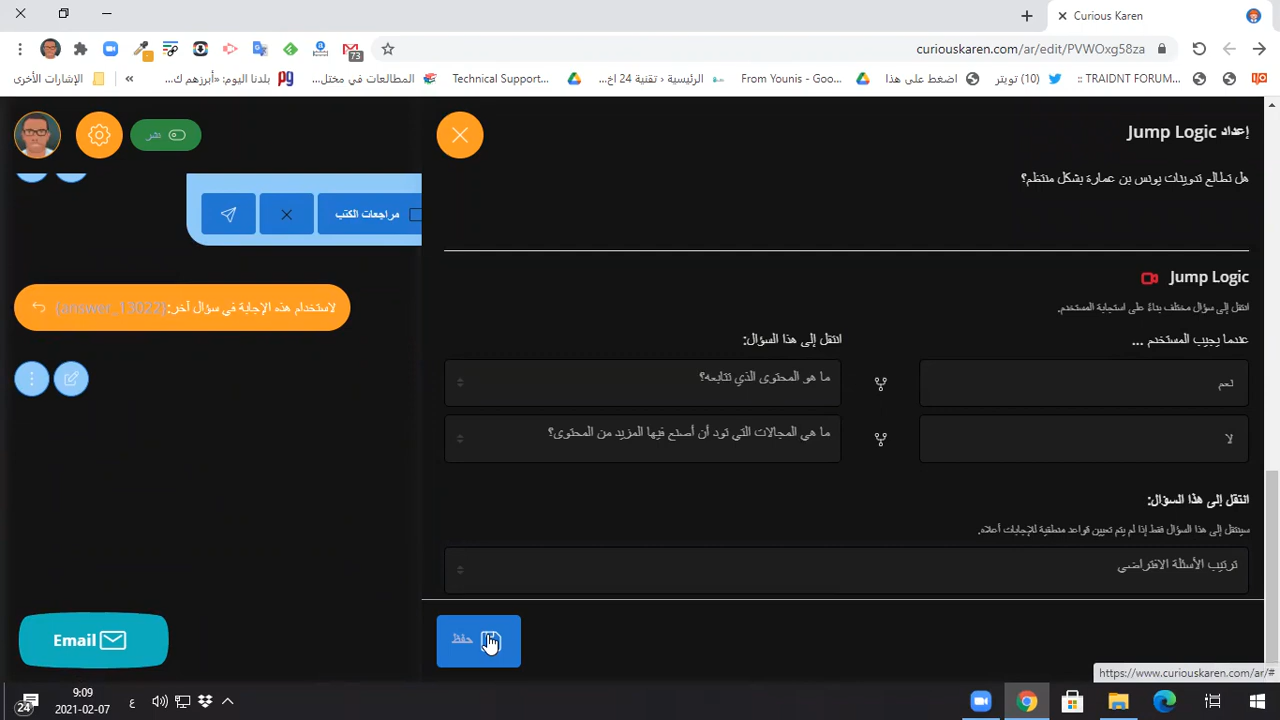 Curious Karen
curiouskaren.com/ar/edit/PVWOxg58za
73
TRAIDNT FORUM... ::
(10) تويتر
اضغط على هذا
From Younis – Goo...
الرئيسية › تقنية 24 اخ...
Technical Support...
المطالعات في مختل...
بلدنا اليوم: «أبرزهم ك...
»
الإشارات الأخرى
نشر
إعداد Jump Logic
هل تطالع تدوينات يونس بن عمارة بشكل منتظم؟
مراجعات الكتب
Jump Logic
انتقل إلى سؤال مختلف بناءً على استجابة المستخدم.
لاستخدام هذه الإجابة في سؤال آخر:{answer_13022}
عندما يجيب المستخدم ...
انتقل إلى هذا السؤال:
نعم
ما هو المحتوى الذي تتابعه؟
لا
ما هي المجالات التي تود أن أصنع فيها المزيد من المحتوى؟
انتقل إلى هذا السؤال:
سينتقل إلى هذا السؤال فقط إذا لم يتم تعيين قواعد منطقية للإجابات أعلاه.
ترتيب الأسئلة الافتراضي
حفظ
Email
https://www.curiouskaren.com/ar/#
9:09
2021-02-07
ع
24